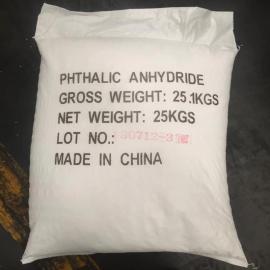 PHTHALIC ANHYDRIDE
GROSS WEIGHT: 25.1KGS
NET WEIGHT: 25KGS
LOT NO.:
MADE IN CHINA